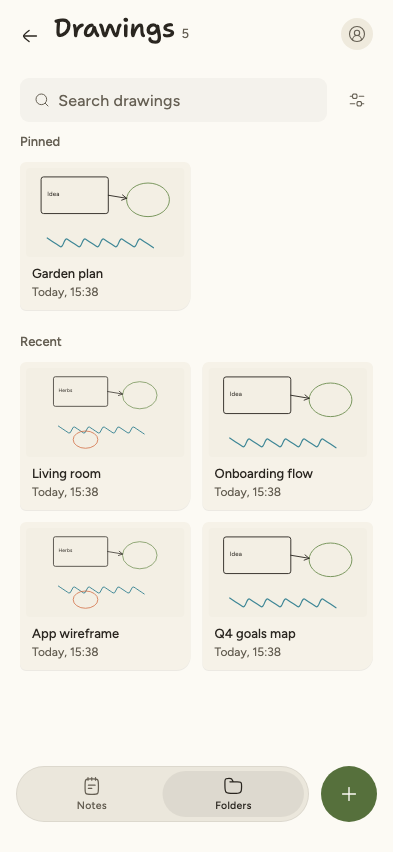 Drawings 5
Search drawings
Pinned
Idea
Garden plan
Today, 15:38
Recent
Herbs
Living room
Today, 15:38
Idea
Onboarding flow
Today, 15:38
Herbs
App wireframe
Today, 15:38
Idea
Q4 goals map
Today, 15:38
Notes
Folders